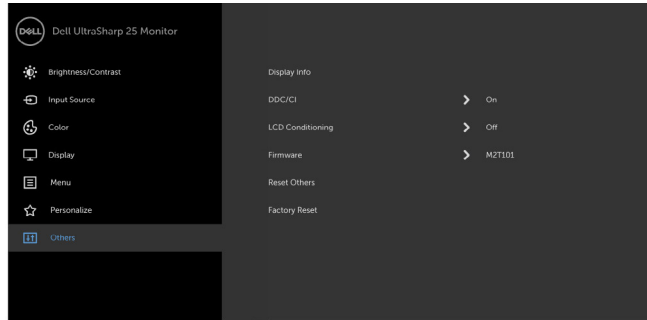 DELL Dell UltraSharp 25 Monitor
Brightness/Contrast
Input Source
Color
Display
Menu
Personalize
Others
Display Info
DDC/CI On
LCD Conditioning Off
Firmware M2T101
Reset Others
Factory Reset